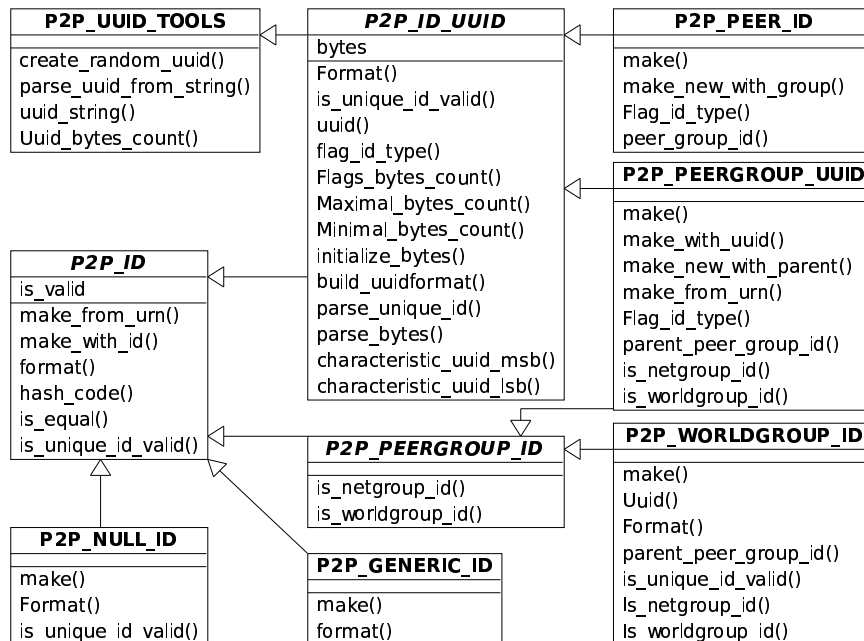 P2P_UUID_TOOLS
create_random_uuid()
parse_uuid_from_string()
uuid_string()
Uuid_bytes_count()
P2P_ID_UUID
bytes
Format()
is_unique_id_valid()
uuid()
flag_id_type()
Flags_bytes_count()
Maximal_bytes_count()
Minimal_bytes_count()
initialize_bytes()
build_uuidformat()
parse_unique_id()
parse_bytes()
characteristic_uuid_msb()
characteristic_uuid_lsb()
P2P_PEER_ID
make()
make_new_with_group()
Flag_id_type()
peer_group_id()
P2P_PEERGROUP_UUID
make()
make_with_uuid()
make_new_with_parent()
make_from_urn()
Flag_id_type()
parent_peer_group_id()
is_netgroup_id()
is_worldgroup_id()
P2P_ID
is_valid
make_from_urn()
make_with_id()
format()
hash_code()
is_equal()
is_unique_id_valid()
P2P_PEERGROUP_ID
is_netgroup_id()
is_worldgroup_id()
P2P_WORLDGROUP_ID
make()
Uuid()
Format()
parent_peer_group_id()
is_unique_id_valid()
Is_netgroup_id()
Is_worldgroup_id()
P2P_NULL_ID
make()
Format()
is_unique_id_valid()
P2P_GENERIC_ID
make()
format()